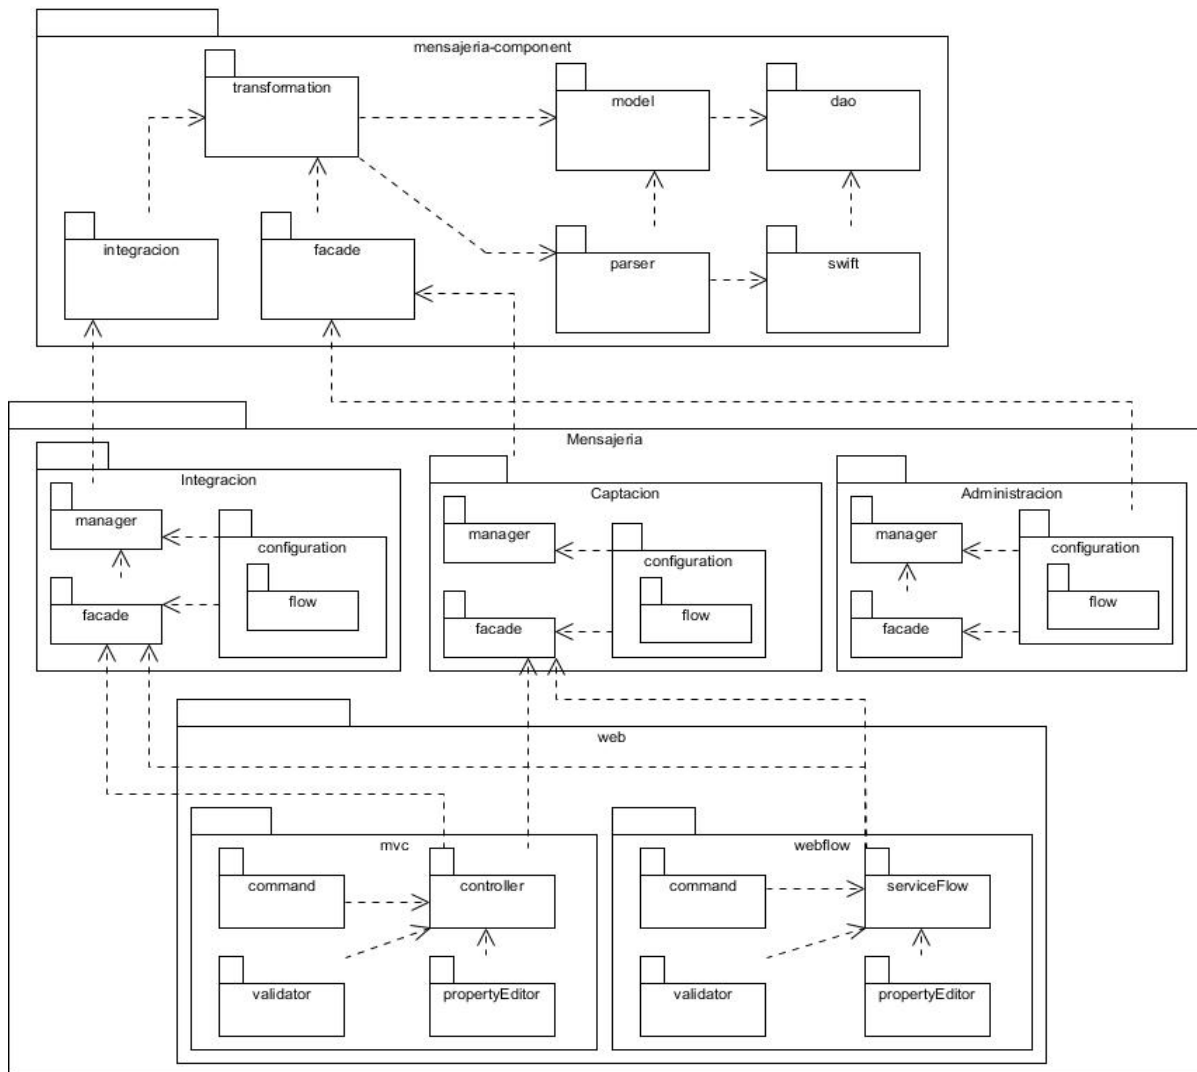 mensajeria-component
transformation
model
dao
integracion
facade
parser
swift
Mensajeria
Integracion
manager
configuration
flow
facade
Captacion
manager
configuration
flow
facade
Administracion
manager
configuration
flow
facade
web
mvc
command
controller
validator
propertyEditor
webflow
command
serviceFlow
validator
propertyEditor